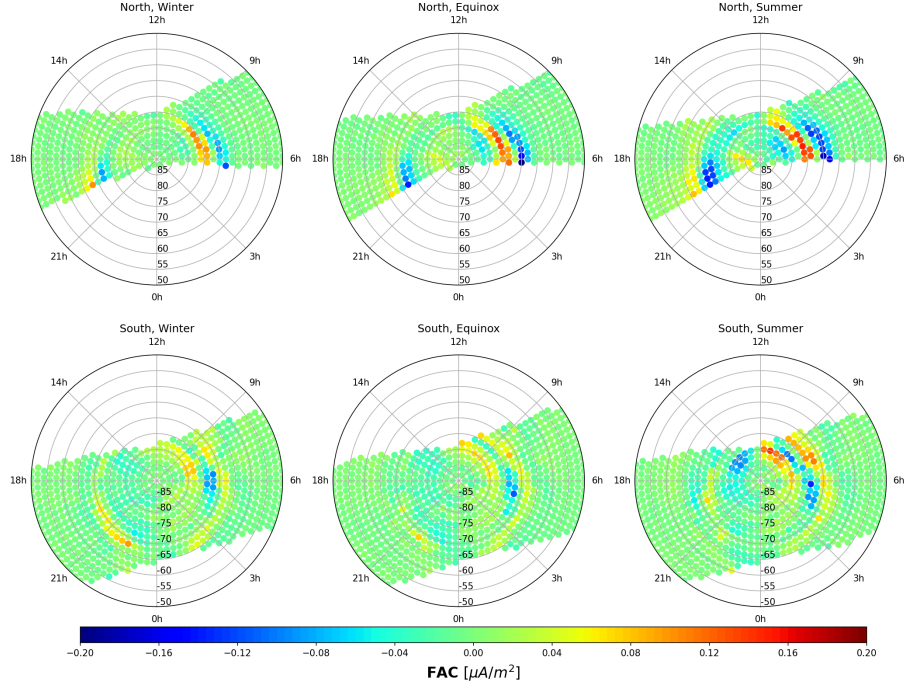 North, Winter
12h
14h
9h
18h
6h
85
80
75
70
65
60
55
50
21h
3h
0h
North, Equinox
12h
14h
9h
18h
6h
85
80
75
70
65
60
55
50
21h
3h
0h
North, Summer
12h
14h
9h
18h
6h
85
80
75
70
65
60
55
50
21h
3h
0h
South, Winter
12h
14h
9h
18h
6h
-85
-80
-75
-70
-65
-60
-55
-50
21h
3h
0h
South, Equinox
12h
14h
9h
18h
6h
-85
-80
-75
-70
-65
-60
-55
-50
21h
3h
0h
South, Summer
12h
14h
9h
18h
6h
-85
-80
-75
-70
-65
-60
-55
-50
21h
3h
0h
−0.20 −0.16 −0.12 −0.08 −0.04 0.00 0.04 0.08 0.12 0.16 0.20
FAC [μA/m²]